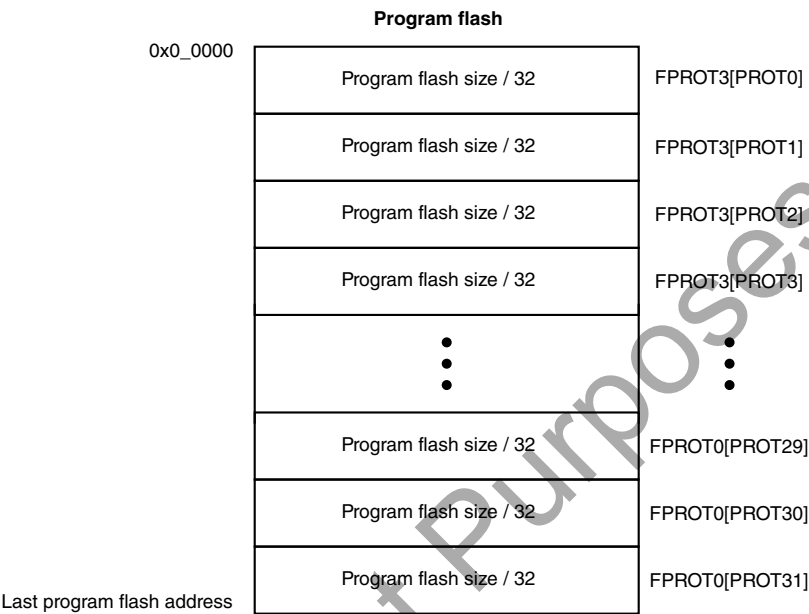 Program flash
0x0_0000
Program flash size / 32 FPROT3[PROT0]
Program flash size / 32 FPROT3[PROT1]
Program flash size / 32 FPROT3[PROT2]
Program flash size / 32 FPROT3[PROT3]
Program flash size / 32 FPROT0[PROT29]
Program flash size / 32 FPROT0[PROT30]
Program flash size / 32 FPROT0[PROT31]
Last program flash address
Purposes